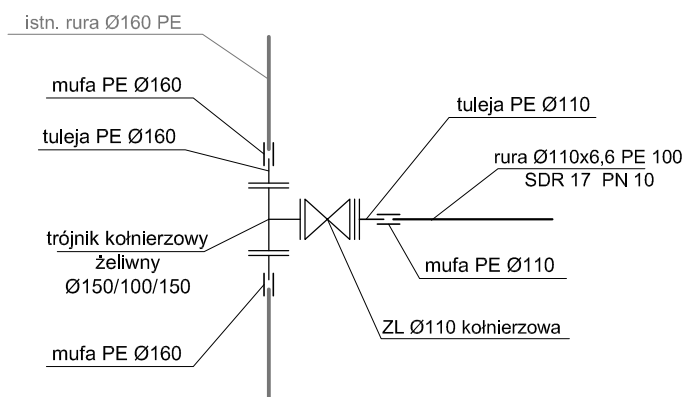 istn. rura Ø160 PE
mufa PE Ø160
tuleja PE Ø160
tuleja PE Ø110
rura Ø110x6,6 PE 100
SDR 17 PN 10
trójnik kołnierzowy
żeliwny
Ø150/100/150
mufa PE Ø110
ZL Ø110 kołnierzowa
mufa PE Ø160